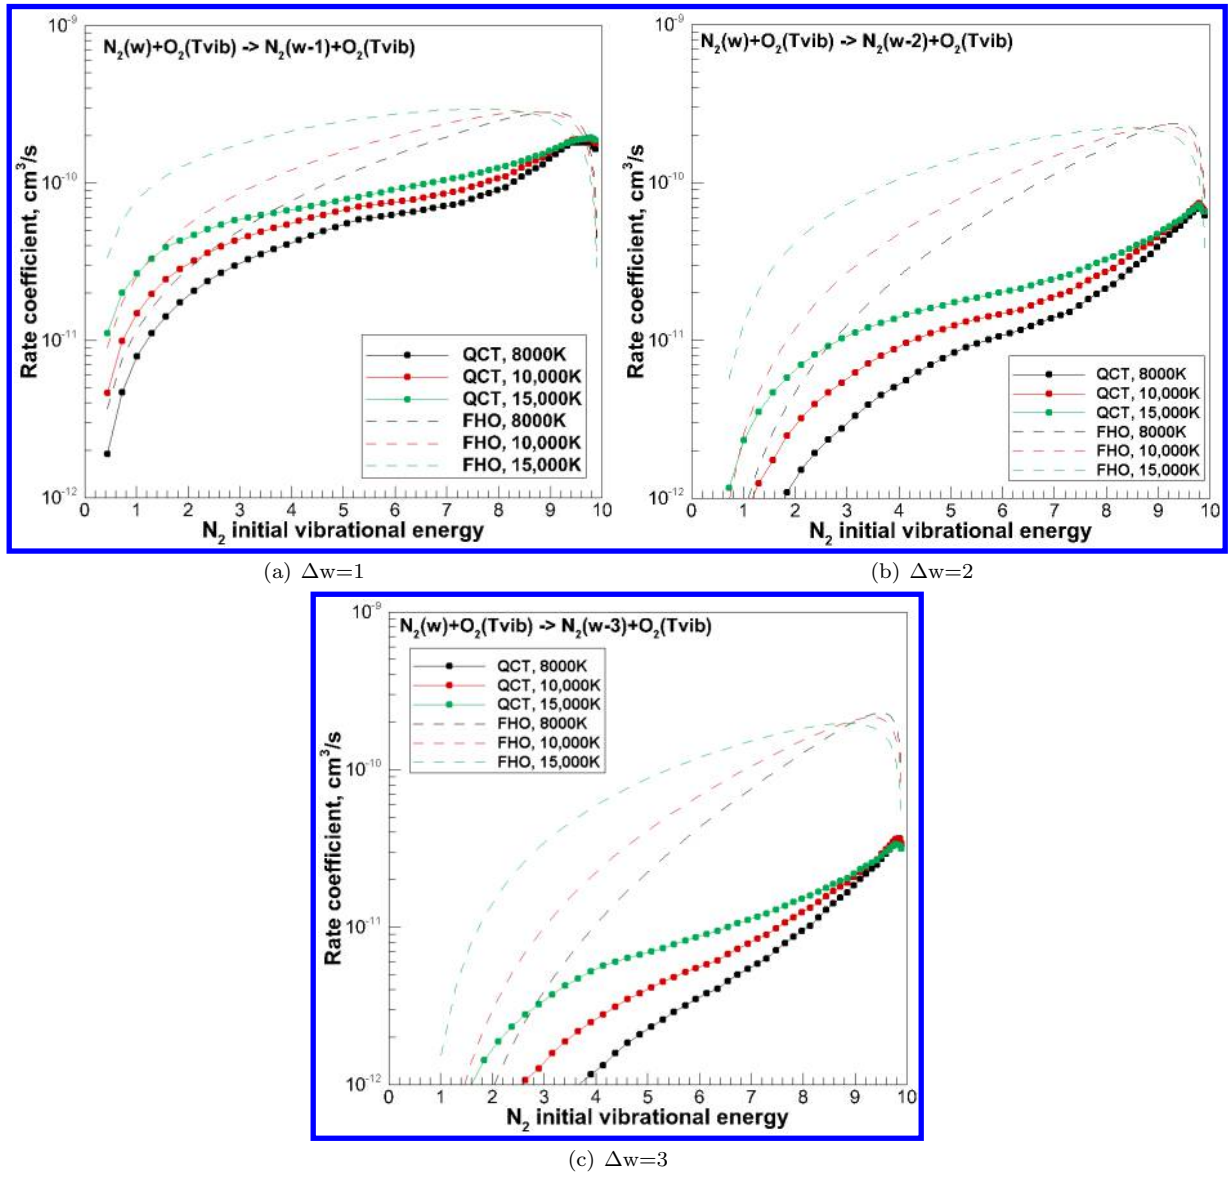 N₂(w)+O₂(Tvib) -> N₂(w-1)+O₂(Tvib)
Rate coefficient, cm³/s
10⁻⁹
10⁻¹⁰
10⁻¹¹
10⁻¹²
QCT, 8000K
QCT, 10,000K
QCT, 15,000K
FHO, 8000K
FHO, 10,000K
FHO, 15,000K
0 1 2 3 4 5 6 7 8 9 10
N₂ initial vibrational energy
(a) Δw=1
N₂(w)+O₂(Tvib) -> N₂(w-2)+O₂(Tvib)
Rate coefficient, cm³/s
10⁻⁹
10⁻¹⁰
10⁻¹¹
10⁻¹²
QCT, 8000K
QCT, 10,000K
QCT, 15,000K
FHO, 8000K
FHO, 10,000K
FHO, 15,000K
0 1 2 3 4 5 6 7 8 9 10
N₂ initial vibrational energy
(b) Δw=2
N₂(w)+O₂(Tvib) -> N₂(w-3)+O₂(Tvib)
QCT, 8000K
QCT, 10,000K
QCT, 15,000K
FHO, 8000K
FHO, 10,000K
FHO, 15,000K
Rate coefficient, cm³/s
10⁻⁹
10⁻¹⁰
10⁻¹¹
10⁻¹²
0 1 2 3 4 5 6 7 8 9 10
N₂ initial vibrational energy
(c) Δw=3